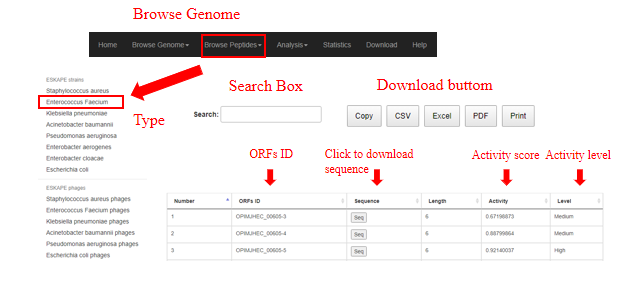 Browse Genome
Home Browse Genome Browse Peptides Analysis Statistics Download Help
ESKAPE strains
Staphylococcus aureus
Enterococcus Faecium
Klebsiella pneumoniae
Acinetobacter baumannii
Pseudomonas aeruginosa
Enterobacter aerogenes
Enterobacter cloacae
Escherichia coli
ESKAPE phages
Staphylococcus aureus phages
Enterococcus Faecium phages
Klebsiella pneumoniae phages
Acinetobacter baumannii phages
Pseudomonas aeruginosa phages
Escherichia coli phages
Type
Search Box
Download buttom
Search:
Copy CSV Excel PDF Print
ORFs ID
Click to download
sequence
Activity score
Activity level
Number ORFs ID Sequence Length Activity Level
1 OPIMJHEC_00605-3 Seq 6 0.67198873 Medium
2 OPIMJHEC_00605-4 Seq 6 0.88799864 Medium
3 OPIMJHEC_00605-5 Seq 6 0.92140037 High